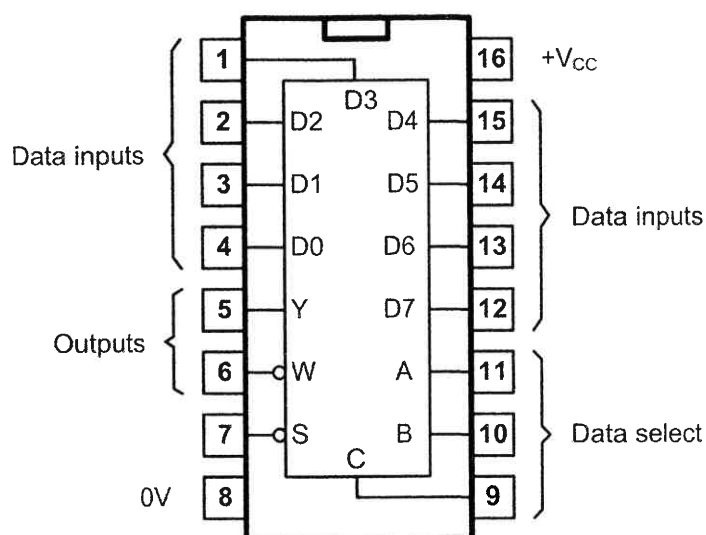 1 16 +VCC
D3
2 D2 D4 15
Data inputs
3 D1 D5 14
Data inputs
4 D0 D6 13
5 Y D7 12
Outputs
6 W A 11
7 S B 10 Data select
C
0V 8 9